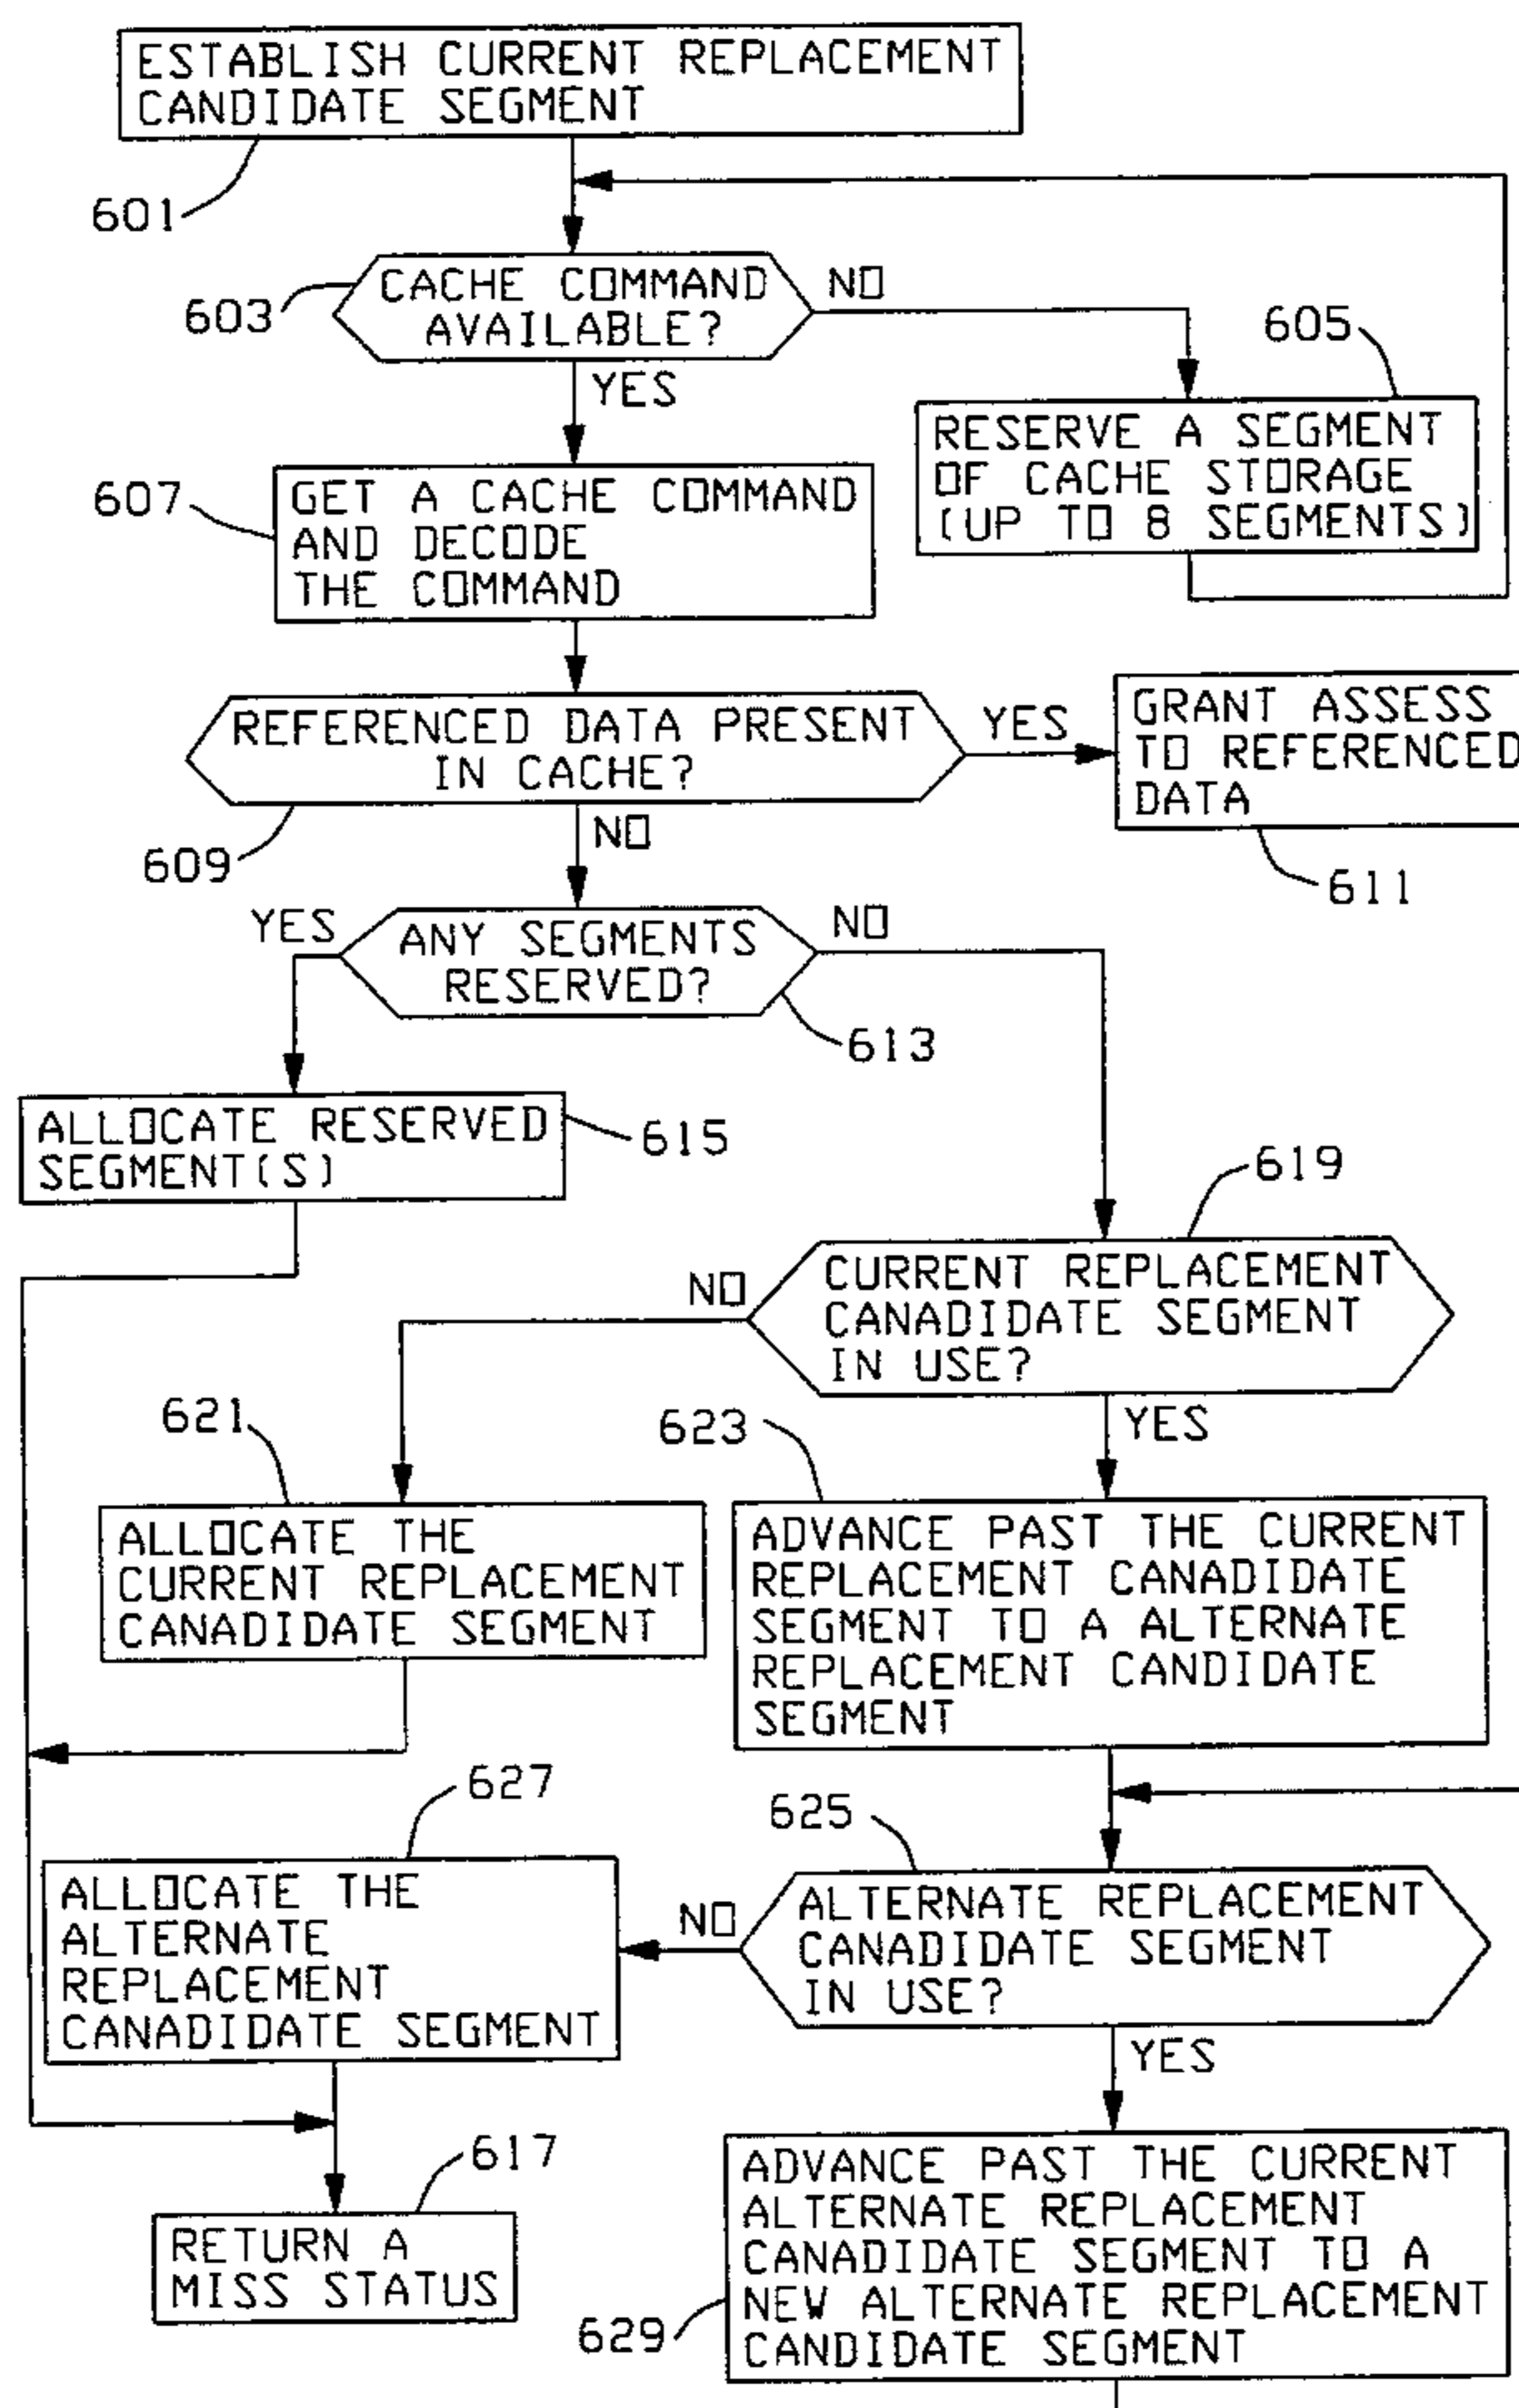 ESTABLISH CURRENT REPLACEMENT
CANDIDATE SEGMENT
601
CACHE COMMAND
AVAILABLE?
603
NO
YES
605
RESERVE A SEGMENT
OF CACHE STORAGE
(UP TO 8 SEGMENTS)
607
GET A CACHE COMMAND
AND DECODE
THE COMMAND
REFERENCED DATA PRESENT
IN CACHE?
YES
609
NO
GRANT ASSESS
TO REFERENCED
DATA
611
YES
ANY SEGMENTS
RESERVED?
NO
613
ALLOCATE RESERVED
SEGMENT(S)
615
619
NO
CURRENT REPLACEMENT
CANADIDATE SEGMENT
IN USE?
YES
621
623
ALLOCATE THE
CURRENT REPLACEMENT
CANADIDATE SEGMENT
ADVANCE PAST THE CURRENT
REPLACEMENT CANADIDATE
SEGMENT TO A ALTERNATE
REPLACEMENT CANDIDATE
SEGMENT
627
625
ALLOCATE THE
ALTERNATE
REPLACEMENT
CANADIDATE SEGMENT
NO
ALTERNATE REPLACEMENT
CANADIDATE SEGMENT
IN USE?
YES
617
RETURN A
MISS STATUS
ADVANCE PAST THE CURRENT
ALTERNATE REPLACEMENT
CANADIDATE SEGMENT TO A
NEW ALTERNATE REPLACEMENT
CANDIDATE SEGMENT
629